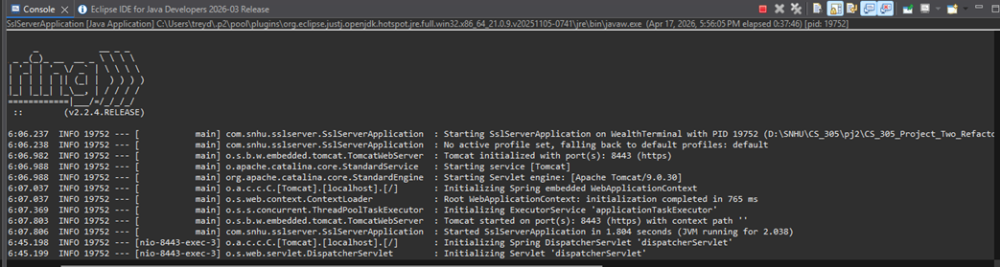 Console × Eclipse IDE for Java Developers 2026-03 Release
SslServerApplication [Java Application] C:\Users\treyd\.p2\pool\plugins\org.eclipse.justj.openjdk.hotspot.jre.full.win32.x86_64_21.0.9.v20251105-0741\jre\bin\javaw.exe (Apr 17, 2026, 5:56:05 PM elapsed 0:37:46) [pid: 19752]
:: (v2.2.4.RELEASE)
6:06.237 INFO 19752 --- [ main] com.snhu.sslserver.SslServerApplication : Starting SslServerApplication on WealthTerminal with PID 19752 (D:\SNHU\CS_305\pj2\CS_305_Project_Two_Refacto
6:06.238 INFO 19752 --- [ main] com.snhu.sslserver.SslServerApplication : No active profile set, falling back to default profiles: default
6:06.982 INFO 19752 --- [ main] o.s.b.w.embedded.tomcat.TomcatWebServer : Tomcat initialized with port(s): 8443 (https)
6:06.988 INFO 19752 --- [ main] o.apache.catalina.core.StandardService : Starting service [Tomcat]
6:06.988 INFO 19752 --- [ main] org.apache.catalina.core.StandardEngine : Starting Servlet engine: [Apache Tomcat/9.0.30]
6:07.037 INFO 19752 --- [ main] o.a.c.c.C.[Tomcat].[localhost].[/] : Initializing Spring embedded WebApplicationContext
6:07.037 INFO 19752 --- [ main] o.s.web.context.ContextLoader : Root WebApplicationContext: initialization completed in 765 ms
6:07.369 INFO 19752 --- [ main] o.s.s.concurrent.ThreadPoolTaskExecutor : Initializing ExecutorService 'applicationTaskExecutor'
6:07.803 INFO 19752 --- [ main] o.s.b.w.embedded.tomcat.TomcatWebServer : Tomcat started on port(s): 8443 (https) with context path ''
6:07.806 INFO 19752 --- [ main] com.snhu.sslserver.SslServerApplication : Started SslServerApplication in 1.804 seconds (JVM running for 2.038)
6:45.198 INFO 19752 --- [nio-8443-exec-3] o.a.c.c.C.[Tomcat].[localhost].[/] : Initializing Spring DispatcherServlet 'dispatcherServlet'
6:45.199 INFO 19752 --- [nio-8443-exec-3] o.s.web.servlet.DispatcherServlet : Initializing Servlet 'dispatcherServlet'